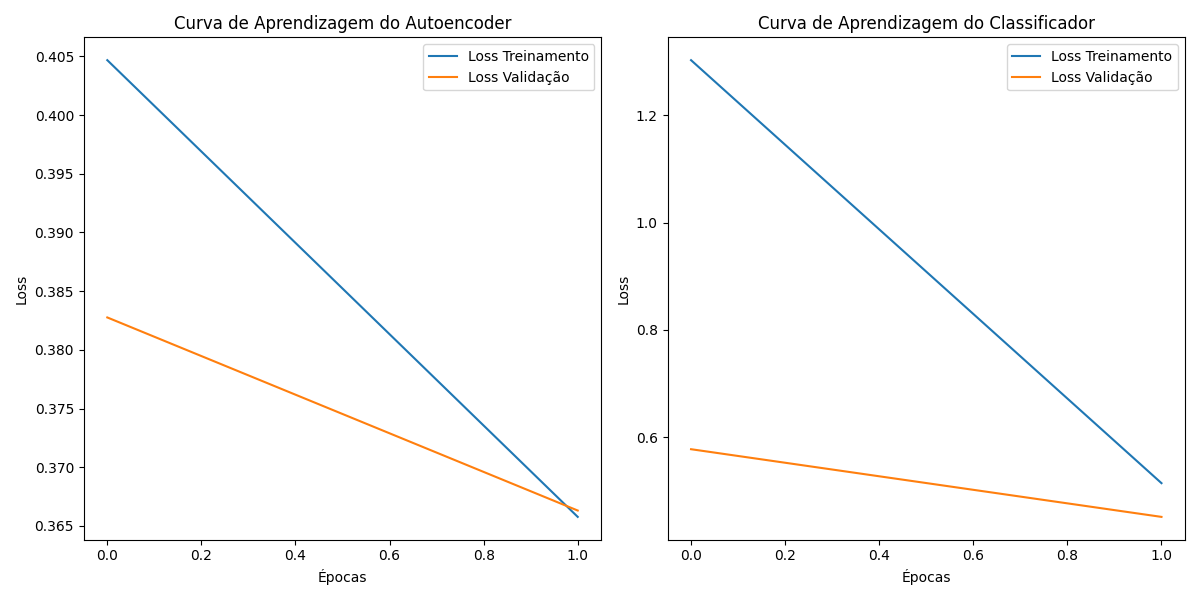 Curva de Aprendizagem do Autoencoder
Loss Treinamento
Loss Validação
0.405
0.400
0.395
0.390
0.385
0.380
0.375
0.370
0.365
Loss
0.0
0.2
0.4
0.6
0.8
1.0
Épocas
Curva de Aprendizagem do Classificador
Loss Treinamento
Loss Validação
1.2
1.0
0.8
0.6
Loss
0.0
0.2
0.4
0.6
0.8
1.0
Épocas